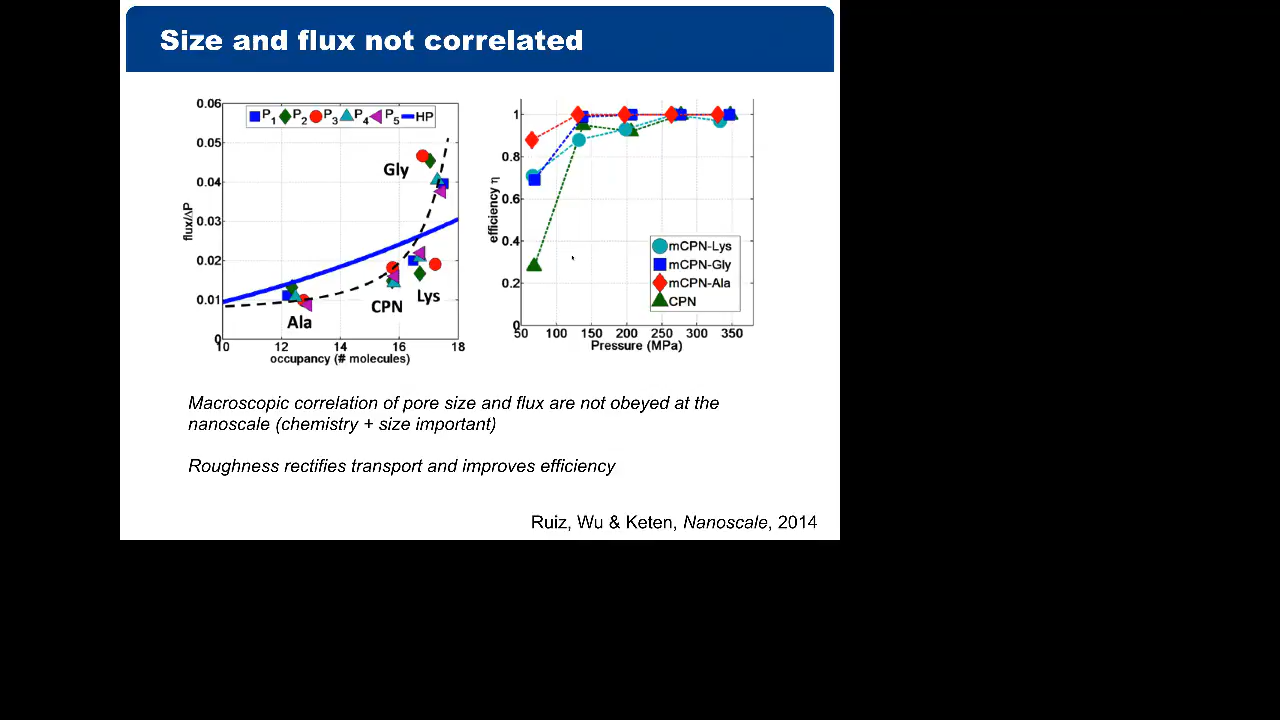 Size and flux not correlated
0.06
0.05
0.04
0.03
0.02
0.01
0
flux/ΔP
P1 P2 P3 P4 P5 HP
Gly
Lys
CPN
Ala
10 12 14 16 18
occupancy (# molecules)
1
0.8
0.6
0.4
0.2
0
efficiency η
mCPN-Lys
mCPN-Gly
mCPN-Ala
CPN
50 100 150 200 250 300 350
Pressure (MPa)
Macroscopic correlation of pore size and flux are not obeyed at the
nanoscale (chemistry + size important)
Roughness rectifies transport and improves efficiency
Ruiz, Wu & Keten, Nanoscale, 2014